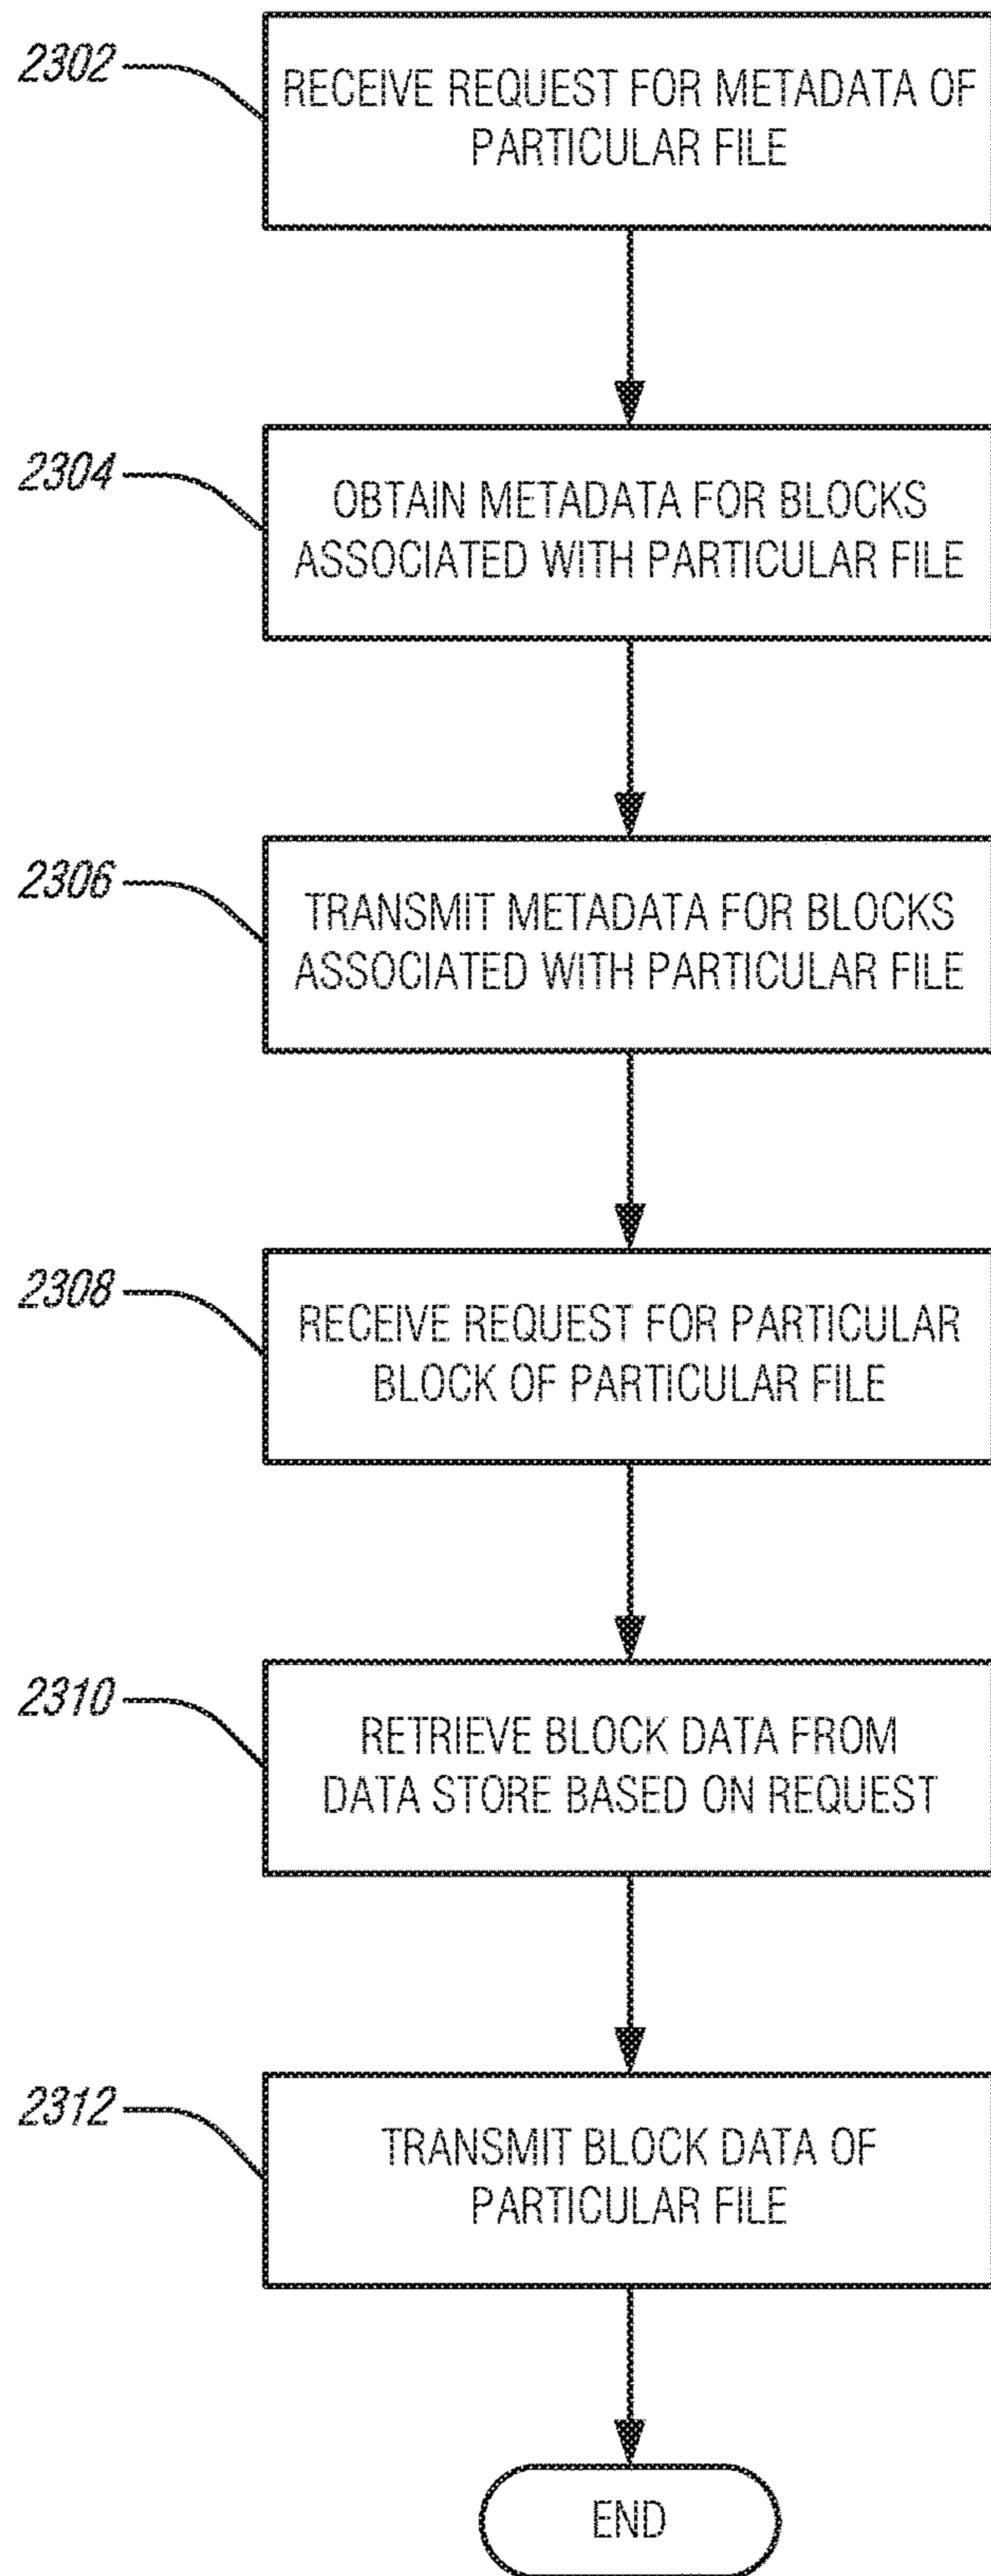 2302
RECEIVE REQUEST FOR METADATA OF
PARTICULAR FILE
2304
OBTAIN METADATA FOR BLOCKS
ASSOCIATED WITH PARTICULAR FILE
2306
TRANSMIT METADATA FOR BLOCKS
ASSOCIATED WITH PARTICULAR FILE
2308
RECEIVE REQUEST FOR PARTICULAR
BLOCK OF PARTICULAR FILE
2310
RETRIEVE BLOCK DATA FROM
DATA STORE BASED ON REQUEST
2312
TRANSMIT BLOCK DATA OF
PARTICULAR FILE
END